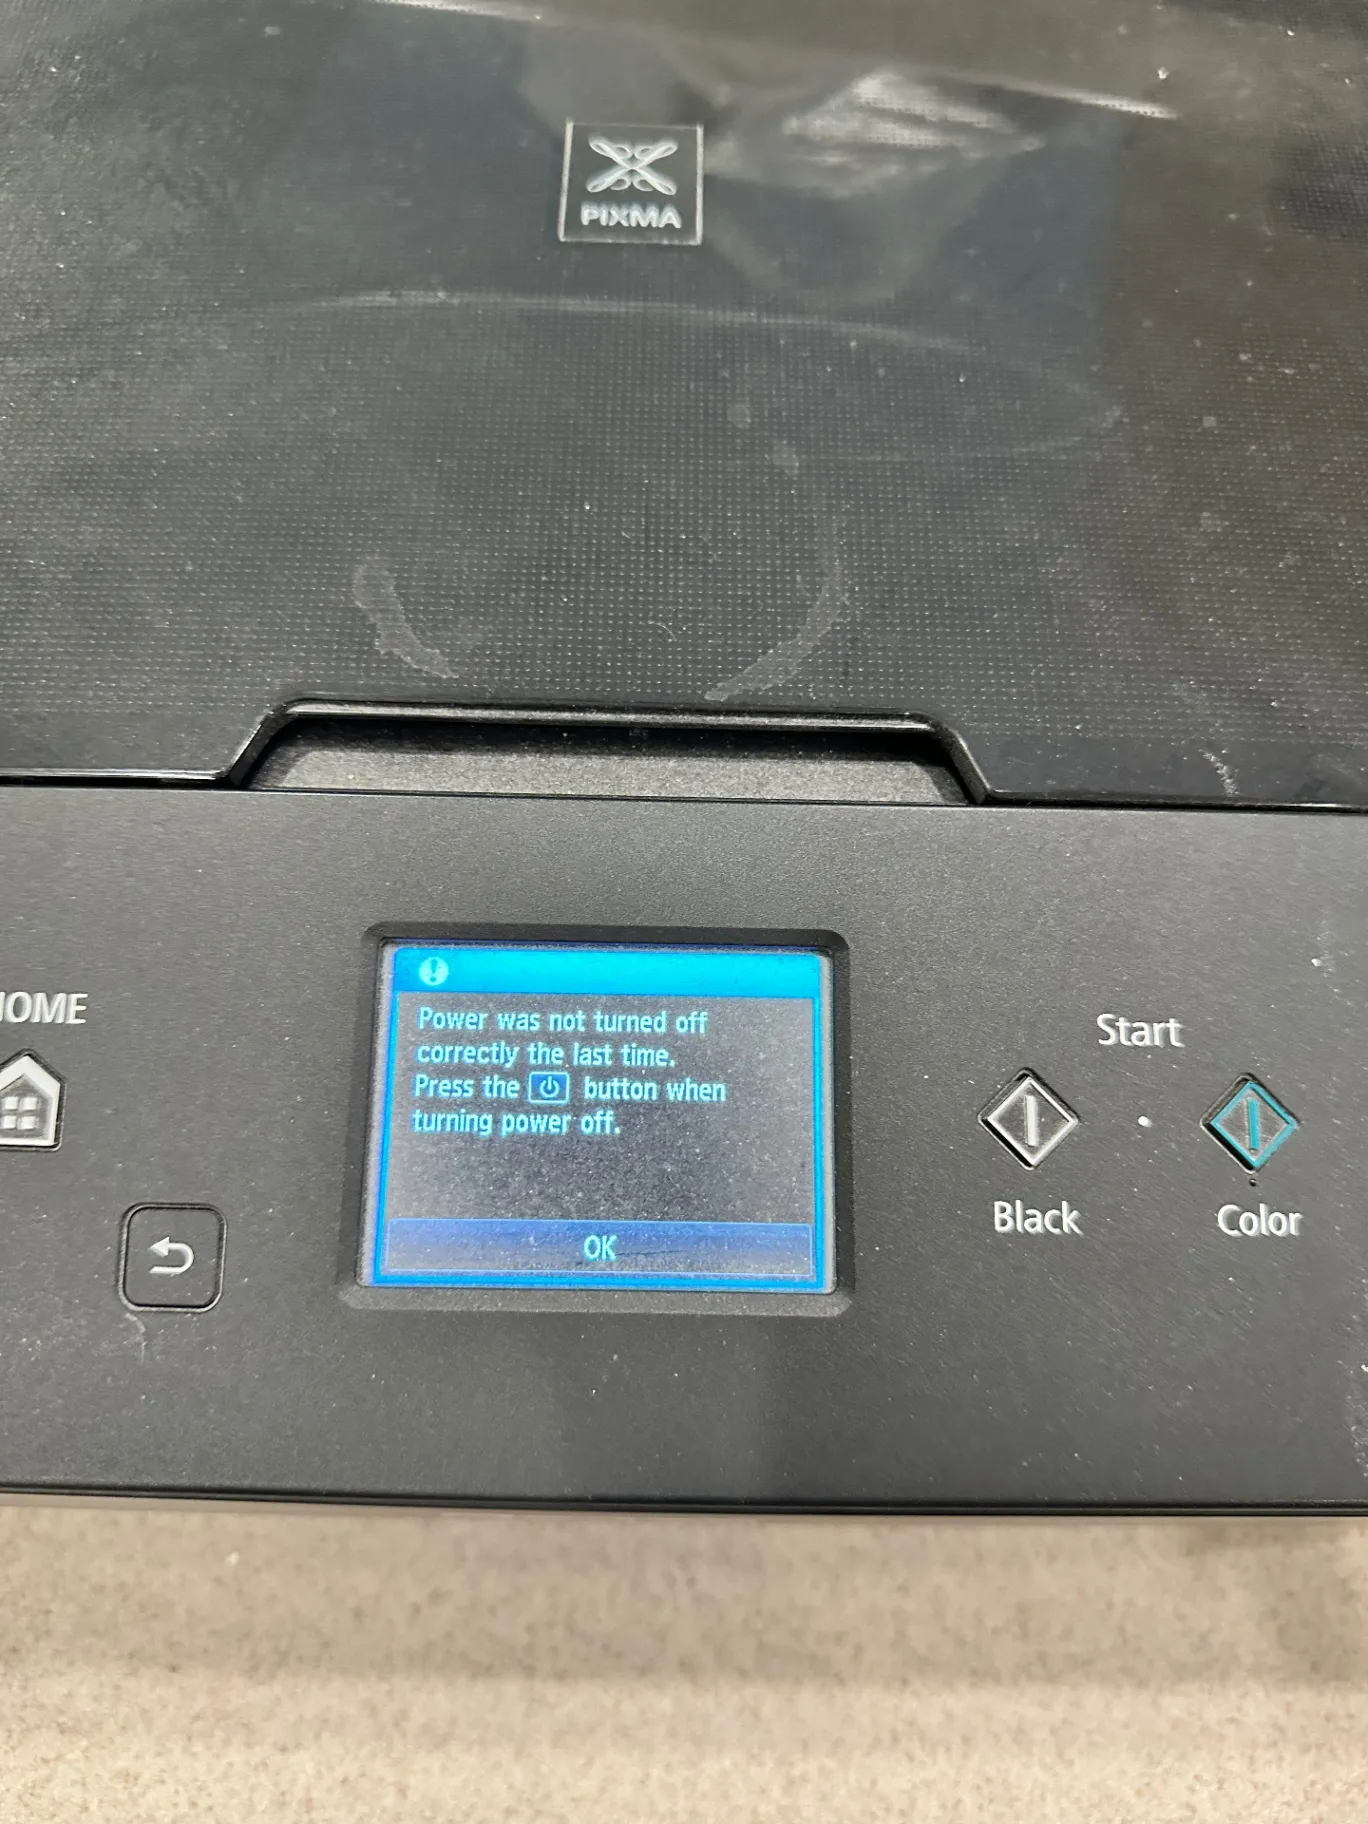 PIXMA
HOME
Power was not turned off
correctly the last time.
Press the button when
turning power off.
OK
Start
Black
Color